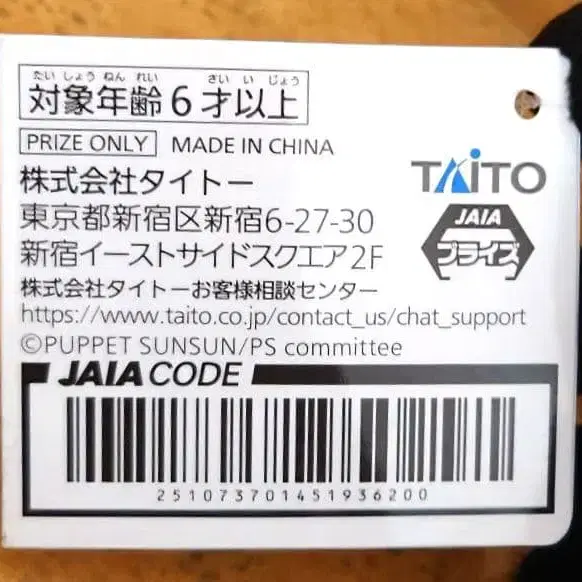 たいしょうねんれい さいいじょう
対象年齢6才以上
PRIZE ONLY MADE IN CHINA
株式会社タイトー
TAITO
東京都新宿区新宿6-27-30
JAIA
プライズ
新宿イーストサイドスクエア2F
株式会社タイトーお客様相談センター
https://www.taito.co.jp/contact_us/chat_support
©PUPPET SUNSUN/PS committee
JAIA CODE
251073701451936200